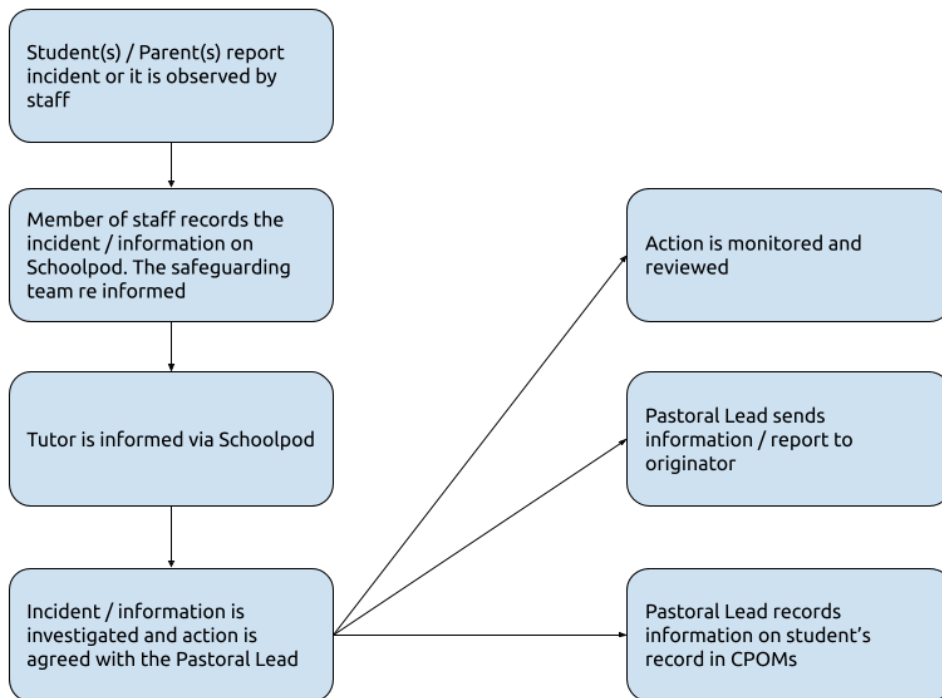 Student(s) / Parent(s) report
incident or it is observed by
staff
Member of staff records the
incident / information on
Schoolpod. The safeguarding
team re informed
Tutor is informed via Schoolpod
Incident / information is
investigated and action is
agreed with the Pastoral Lead
Action is monitored and
reviewed
Pastoral Lead sends
information / report to
originator
Pastoral Lead records
information on student’s
record in CPOMs